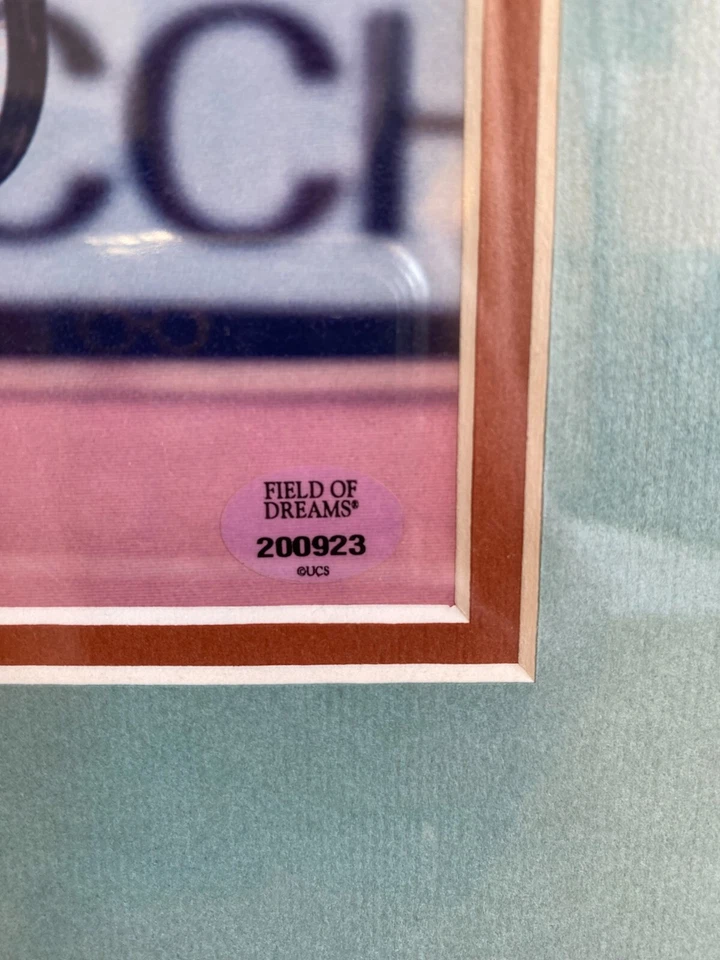 CCH
FIELD OF
DREAMS®
200923
©UCS